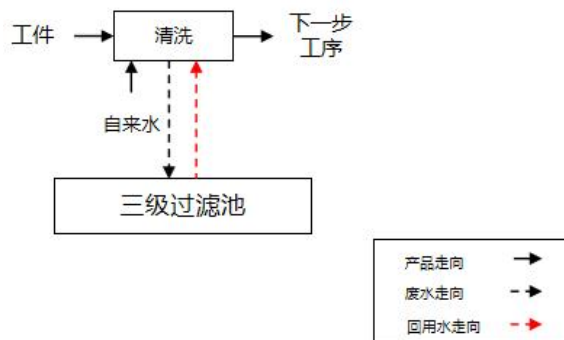 工件
清洗
下一步
工序
自来水
三级过滤池
产品走向
废水走向
回用水走向